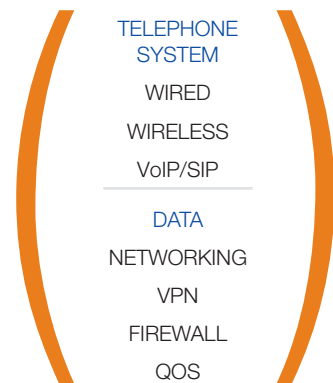 TELEPHONE
SYSTEM
WIRED
WIRELESS
VoIP/SIP
DATA
NETWORKING
VPN
FIREWALL
QOS